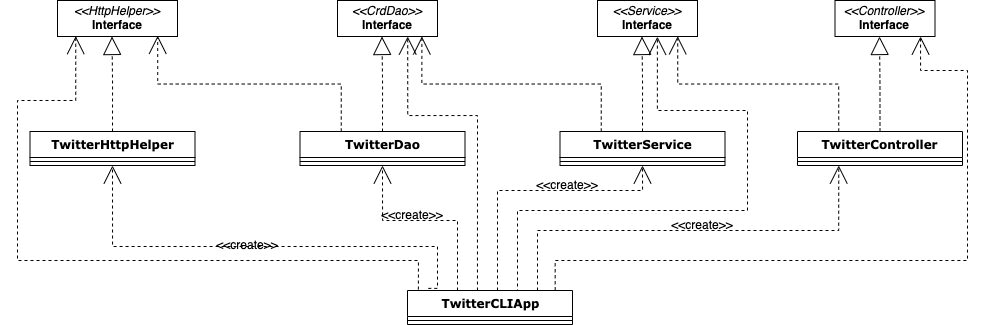 <<HttpHelper>>
Interface
<<CrdDao>>
Interface
<<Service>>
Interface
<<Controller>>
Interface
TwitterHttpHelper
TwitterDao
TwitterService
TwitterController
<<create>>
<<create>>
<<create>>
<<create>>
TwitterCLIApp